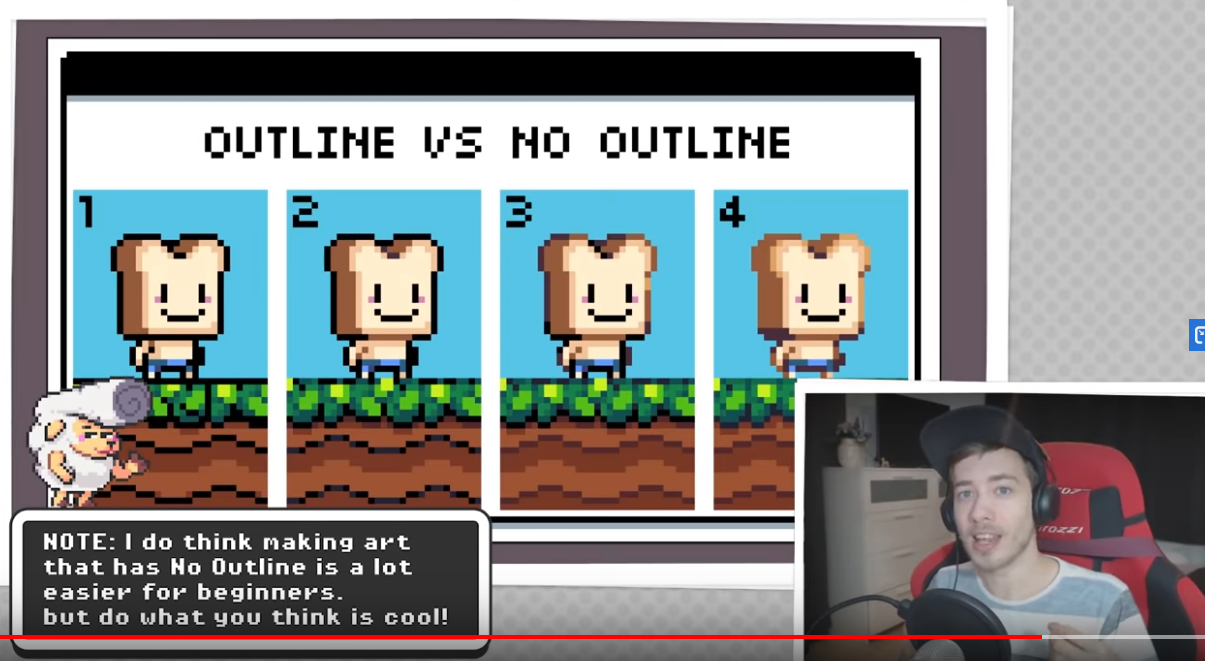 OUTLINE VS NO OUTLINE
1
2
3
4
NOTE: I do think making art
that has No Outline is a lot
easier for beginners.
but do what you think is cool!